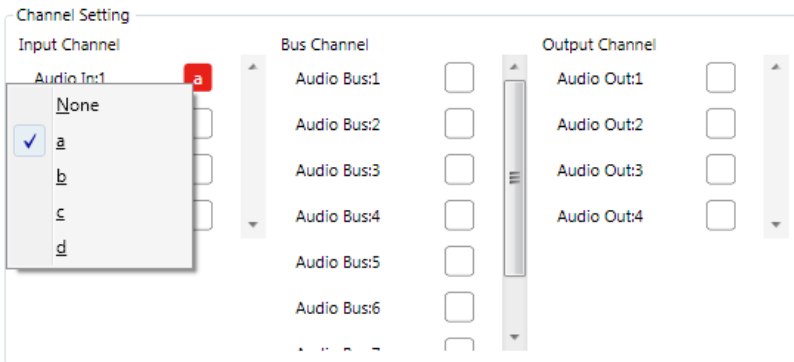 Channel Setting
Input Channel Bus Channel Output Channel
Audio In:1 a Audio Bus:1 Audio Out:1
None
a Audio Bus:2 Audio Out:2
b Audio Bus:3 Audio Out:3
c Audio Bus:4 Audio Out:4
d Audio Bus:5
Audio Bus:6